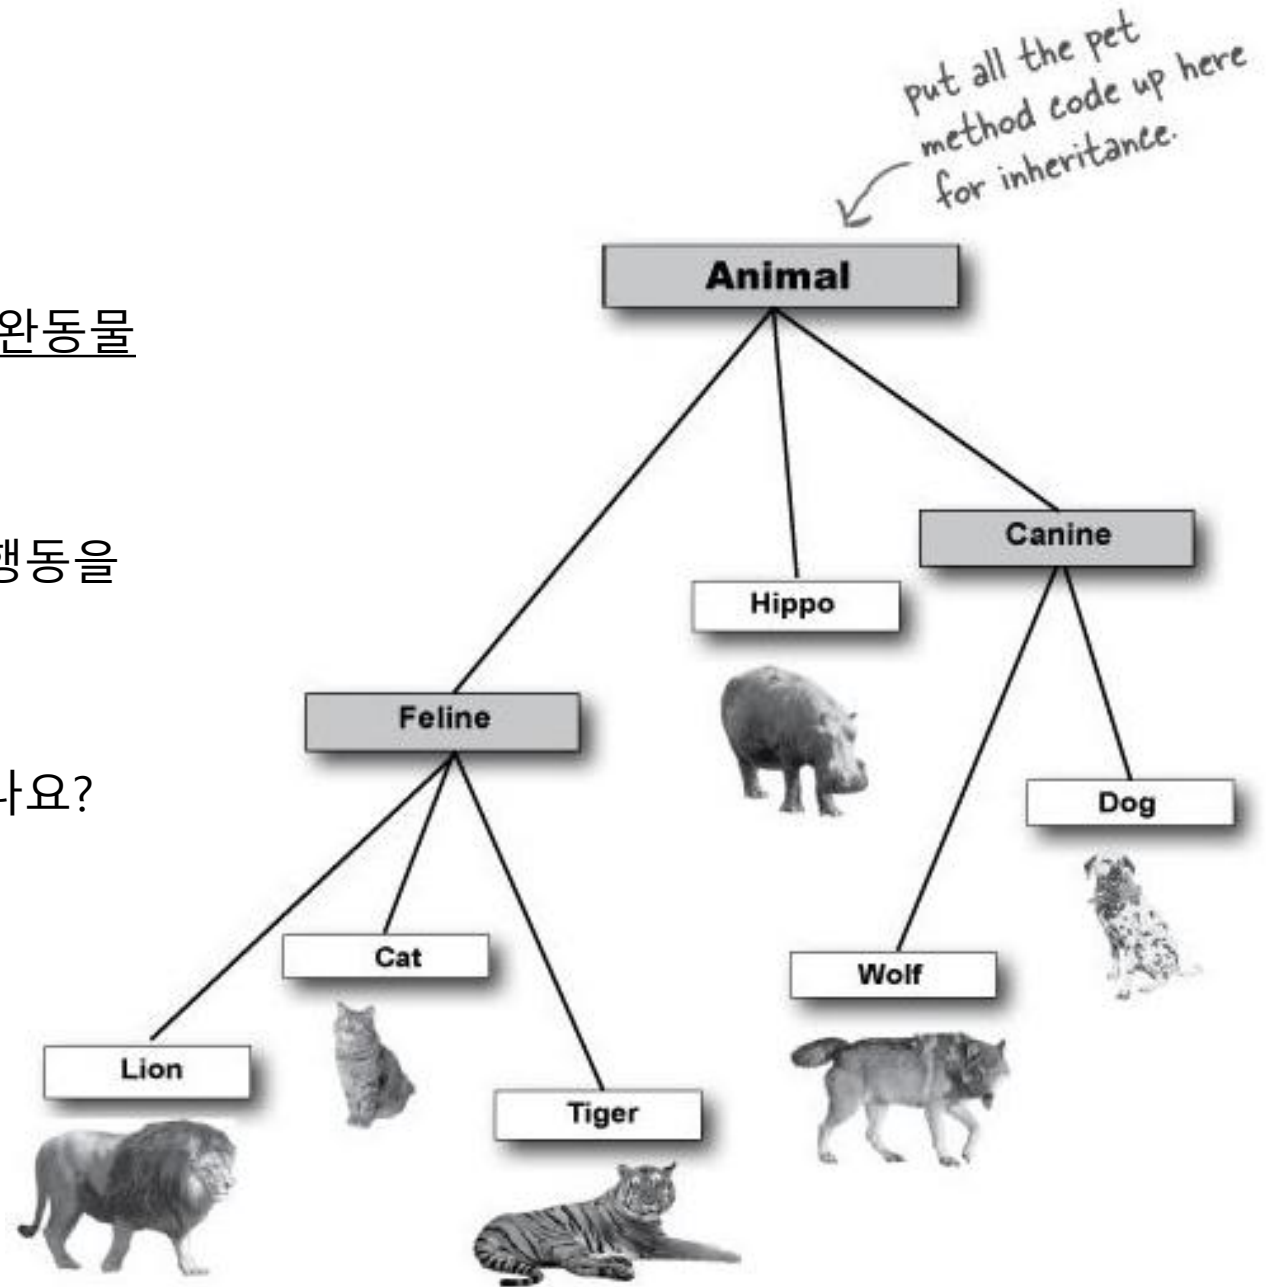 put all the pet
method code up here
for inheritance.
Animal
완동물
Canine
행동을
Hippo
Feline
나요?
Dog
Cat
Wolf
Lion
Tiger